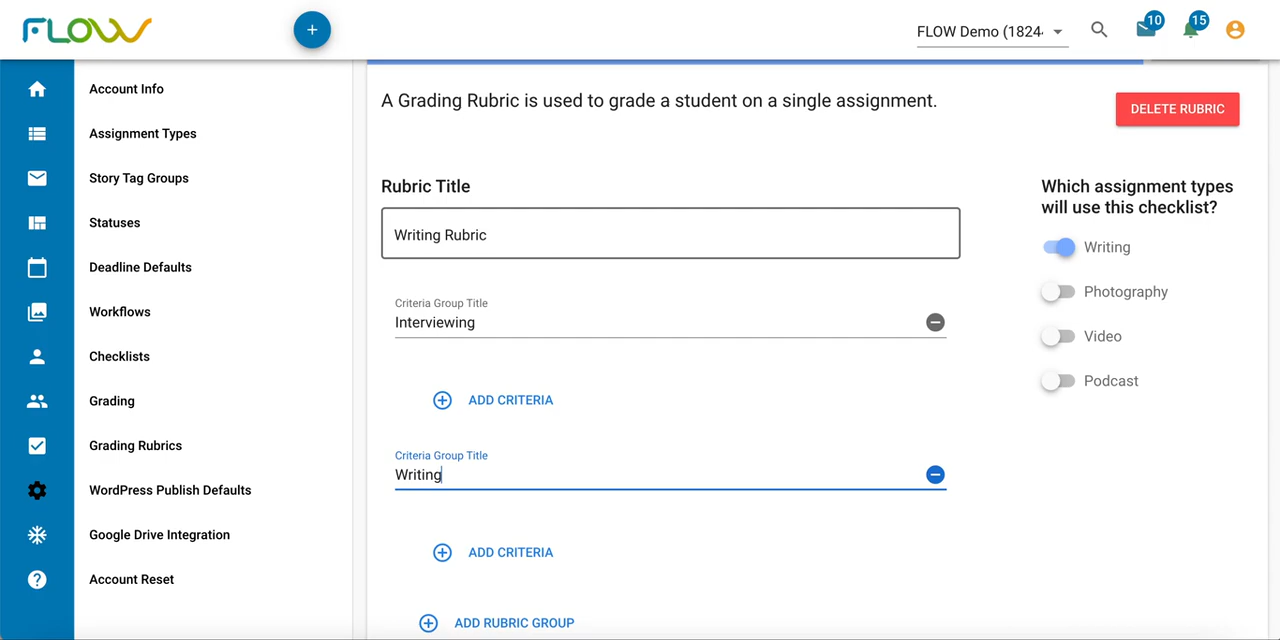 FLOW
+
FLOW Demo (1824
10
15
Account Info
Assignment Types
Story Tag Groups
Statuses
Deadline Defaults
Workflows
Checklists
Grading
Grading Rubrics
WordPress Publish Defaults
Google Drive Integration
Account Reset
A Grading Rubric is used to grade a student on a single assignment.
DELETE RUBRIC
Rubric Title
Writing Rubric
Criteria Group Title
Interviewing
ADD CRITERIA
Criteria Group Title
Writing
ADD CRITERIA
ADD RUBRIC GROUP
Which assignment types
will use this checklist?
Writing
Photography
Video
Podcast